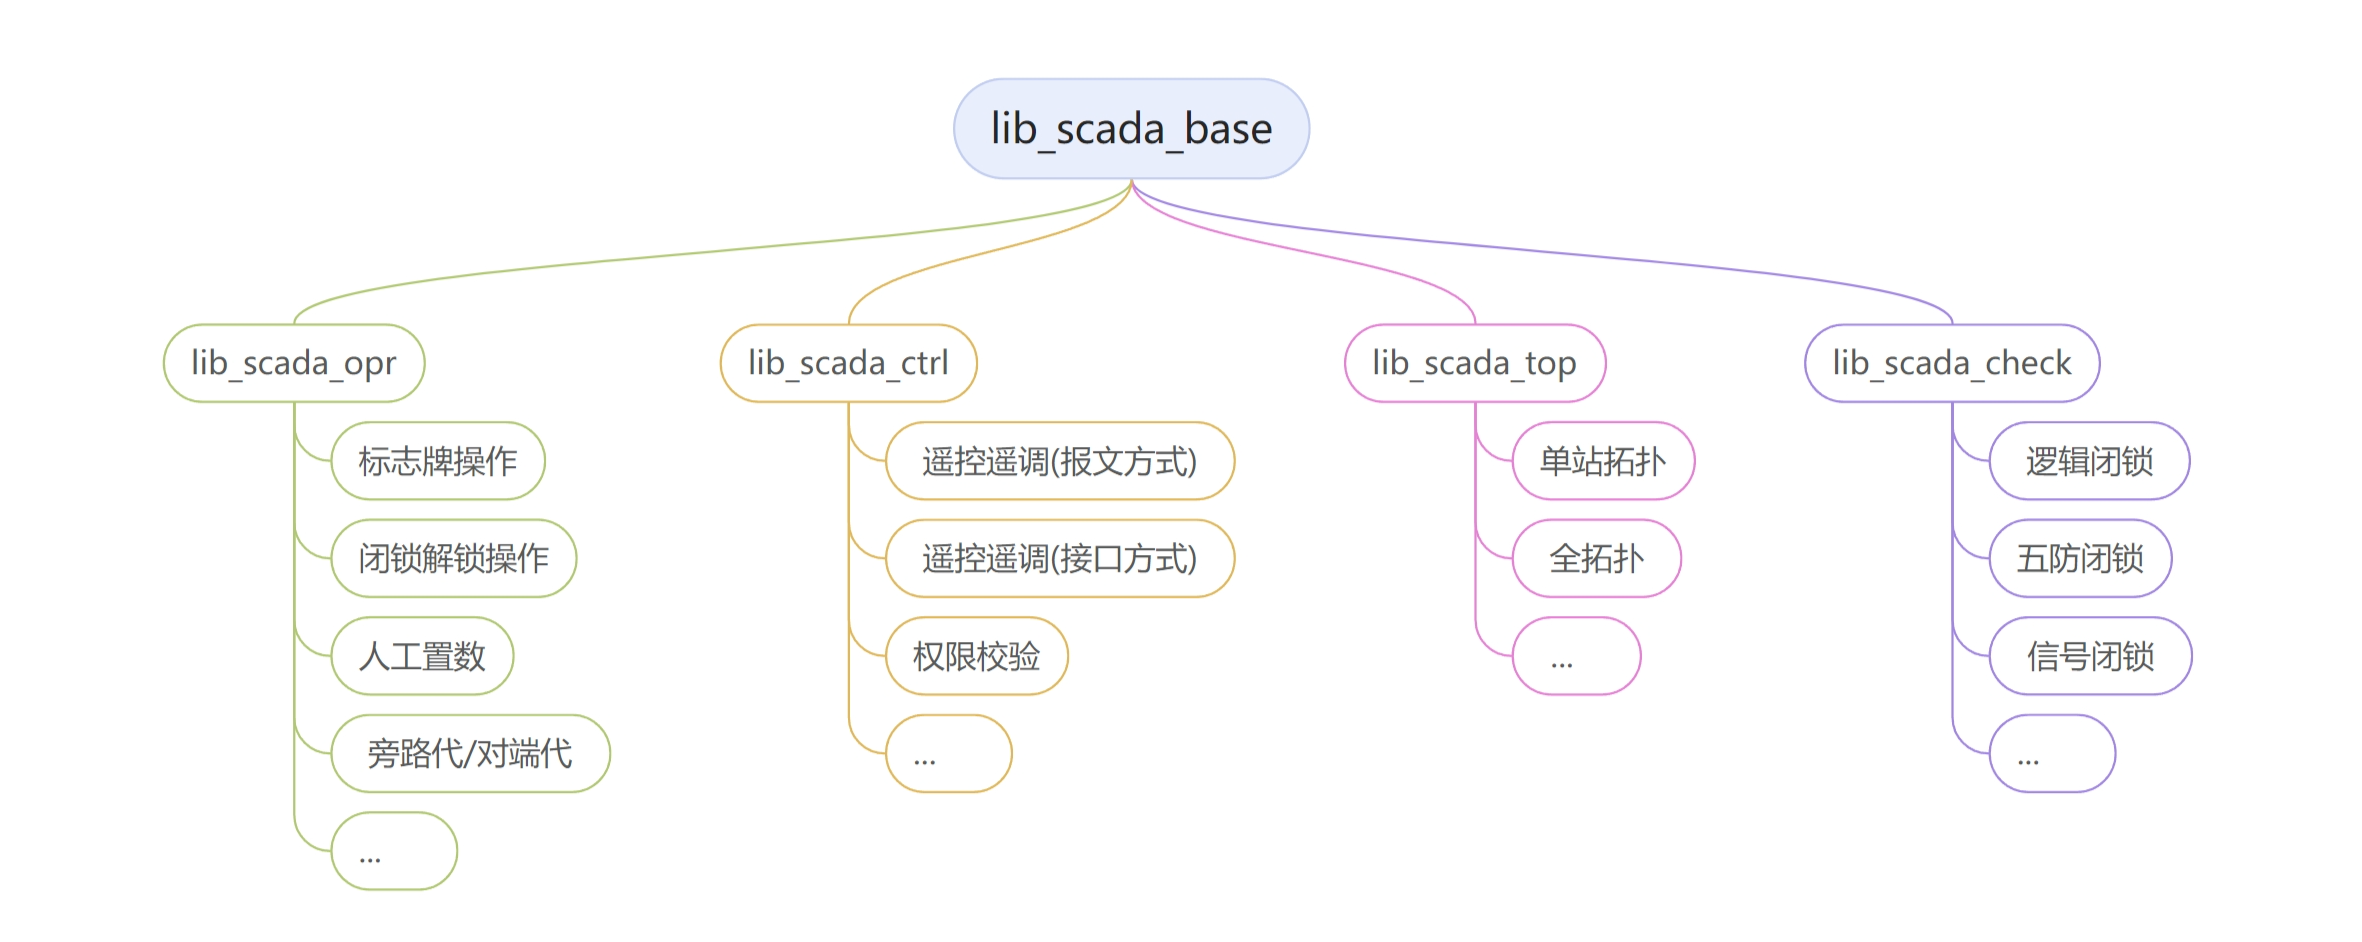 lib_scada_base
lib_scada_opr
标志牌操作
闭锁解锁操作
人工置数
旁路代/对端代
...
lib_scada_ctrl
遥控遥调(报文方式)
遥控遥调(接口方式)
权限校验
...
lib_scada_top
单站拓扑
全拓扑
...
lib_scada_check
逻辑闭锁
五防闭锁
信号闭锁
...